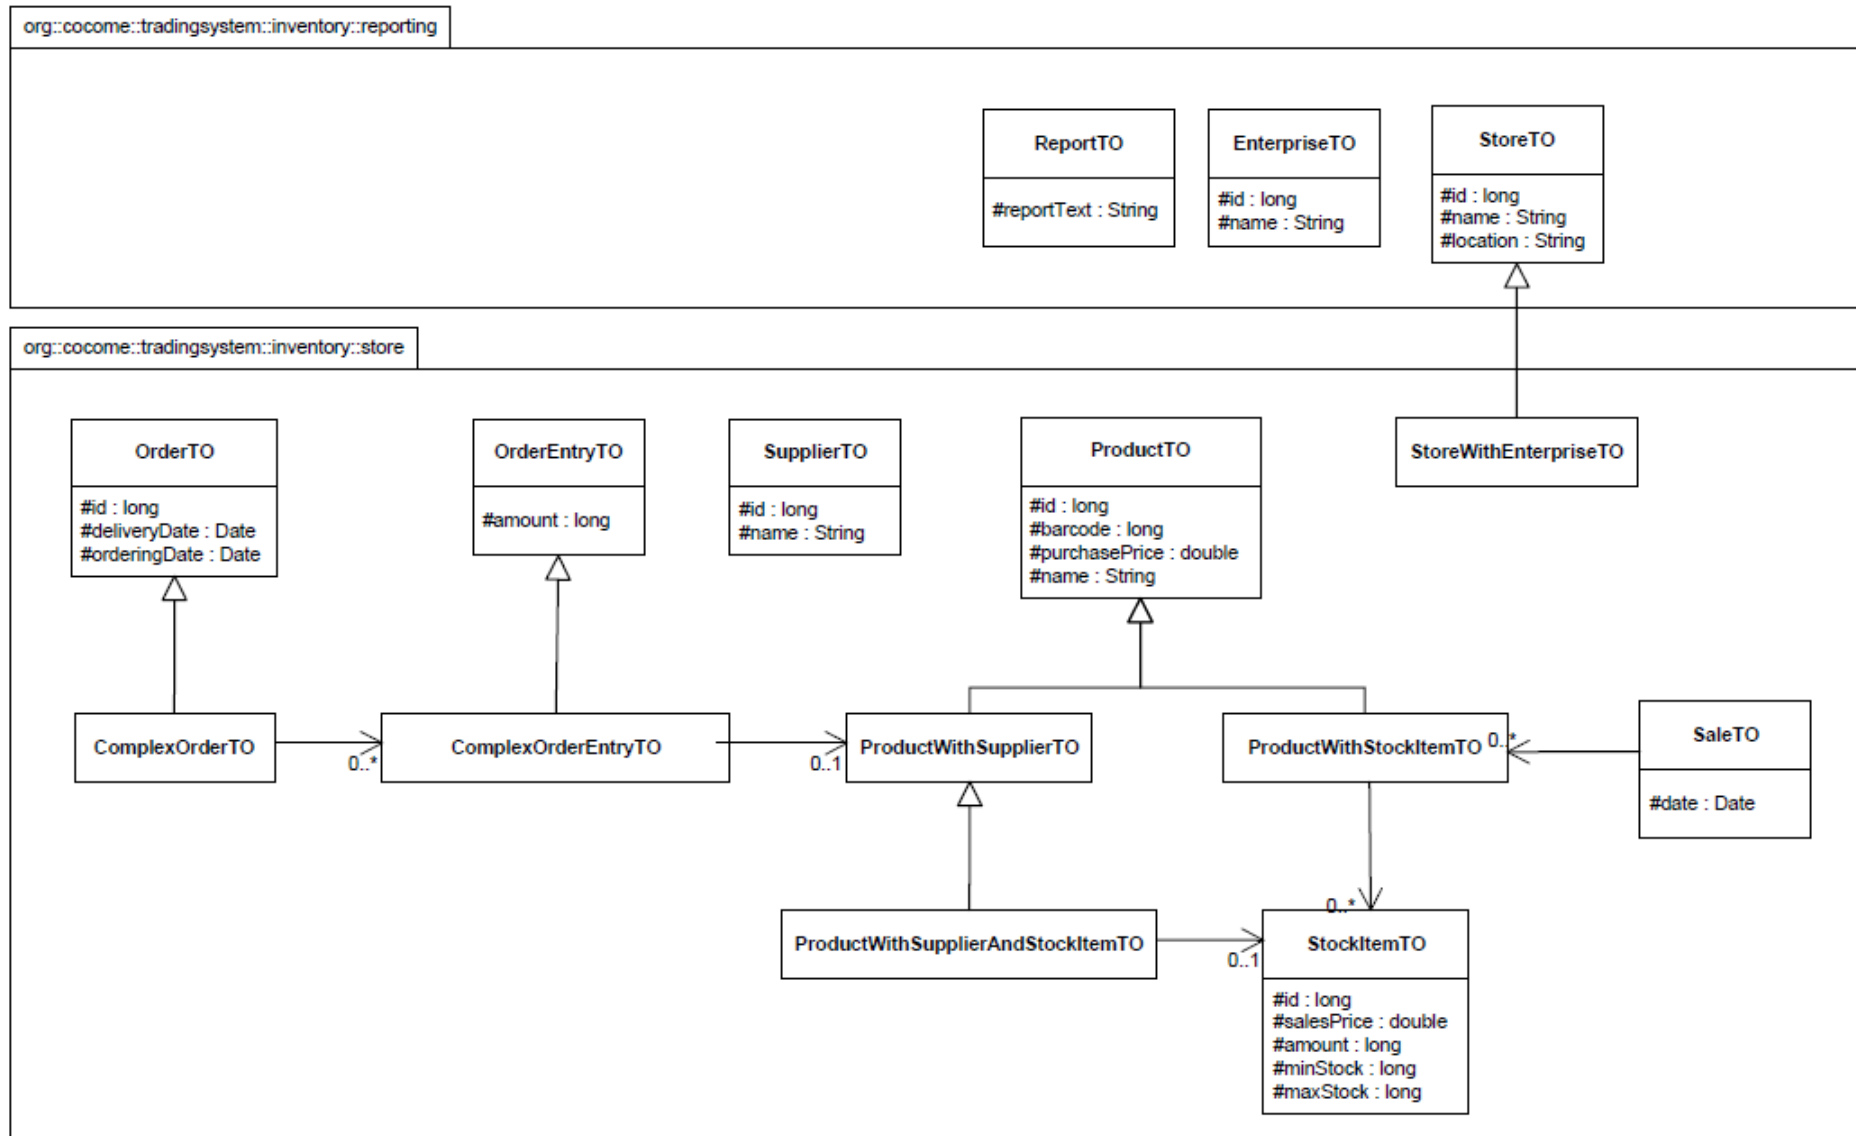 org::cocome::tradingsystem::inventory::reporting
ReportTO
#reportText : String
EnterpriseTO
#id : long
#name : String
StoreTO
#id : long
#name : String
#location : String
org::cocome::tradingsystem::inventory::store
OrderTO
#id : long
#deliveryDate : Date
#orderingDate : Date
OrderEntryTO
#amount : long
SupplierTO
#id : long
#name : String
ProductTO
#id : long
#barcode : long
#purchasePrice : double
#name : String
StoreWithEnterpriseTO
ComplexOrderTO
0..*
ComplexOrderEntryTO
0..1
ProductWithSupplierTO
ProductWithStockItemTO
0..*
SaleTO
#date : Date
ProductWithSupplierAndStockItemTO
0..1
0..*
StockItemTO
#id : long
#salesPrice : double
#amount : long
#minStock : long
#maxStock : long